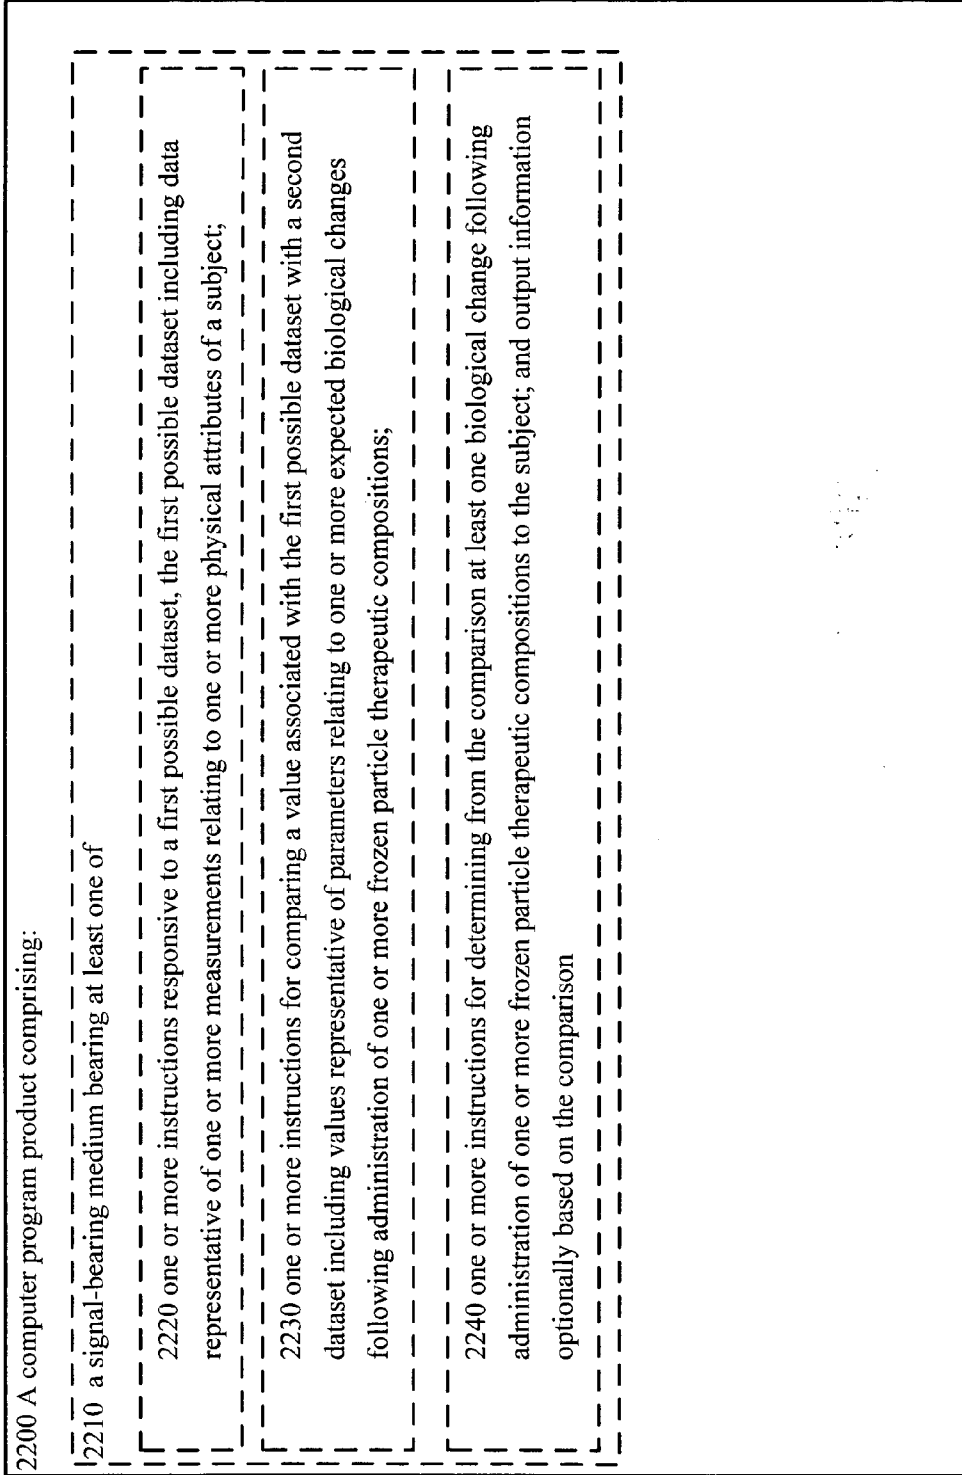 2200 A computer program product comprising:
2210 a signal-bearing medium bearing at least one of
2220 one or more instructions responsive to a first possible dataset, the first possible dataset including data
representative of one or more measurements relating to one or more physical attributes of a subject;
2230 one or more instructions for comparing a value associated with the first possible dataset with a second
dataset including values representative of parameters relating to one or more expected biological changes
following administration of one or more frozen particle therapeutic compositions;
2240 one or more instructions for determining from the comparison at least one biological change following
administration of one or more frozen particle therapeutic compositions to the subject; and output information
optionally based on the comparison